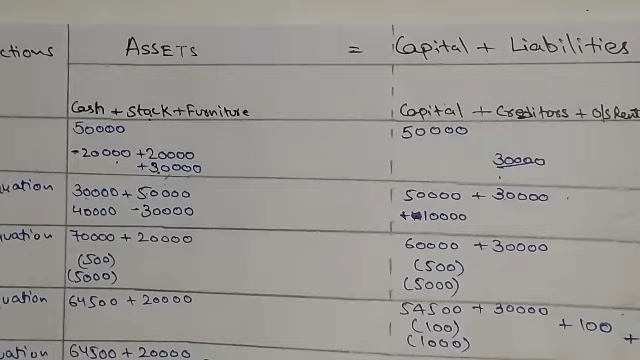 ctions ASSETS = Capital + Liabilities
Cash + Stack + Furniture Capital + Creditors + O/s Rent
50000 50000
-20000 +20000
+30000 30000
uation 30000 + 50000 50000 + 30000
40000 -30000 +10000
quation 70000 + 20000 60000 + 30000
(500) (500)
(5000) (5000)
uation 64500 + 20000 54500 + 30000
(100) + 100 +
(1000)
uation 64500 + 20000